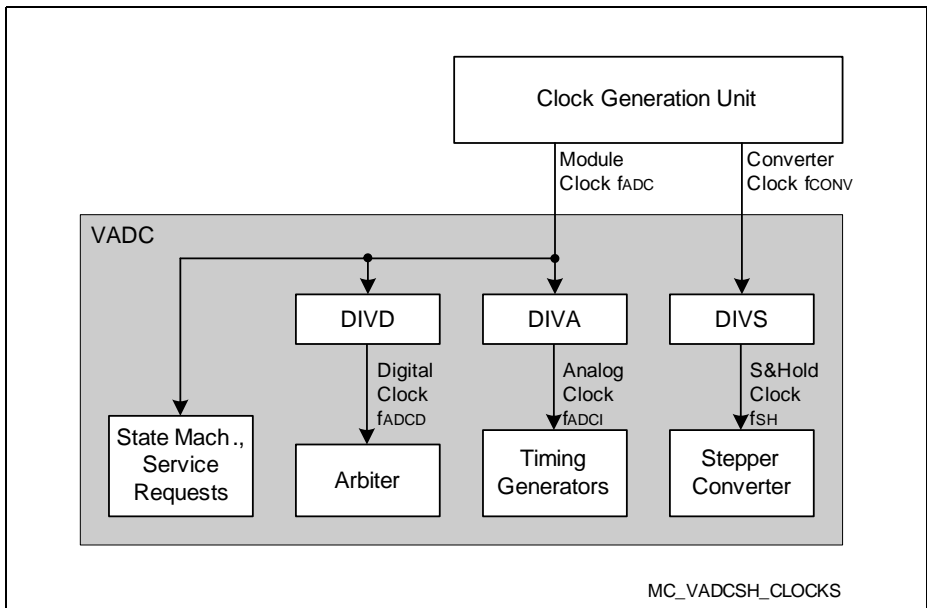 Clock Generation Unit
Module
Clock fADC
Converter
Clock fCONV
VADC
DIVD
DIVA
DIVS
Digital
Clock
fADCD
Analog
Clock
fADCI
S&Hold
Clock
fSH
State Mach.,
Service
Requests
Arbiter
Timing
Generators
Stepper
Converter
MC_VADCSH_CLOCKS